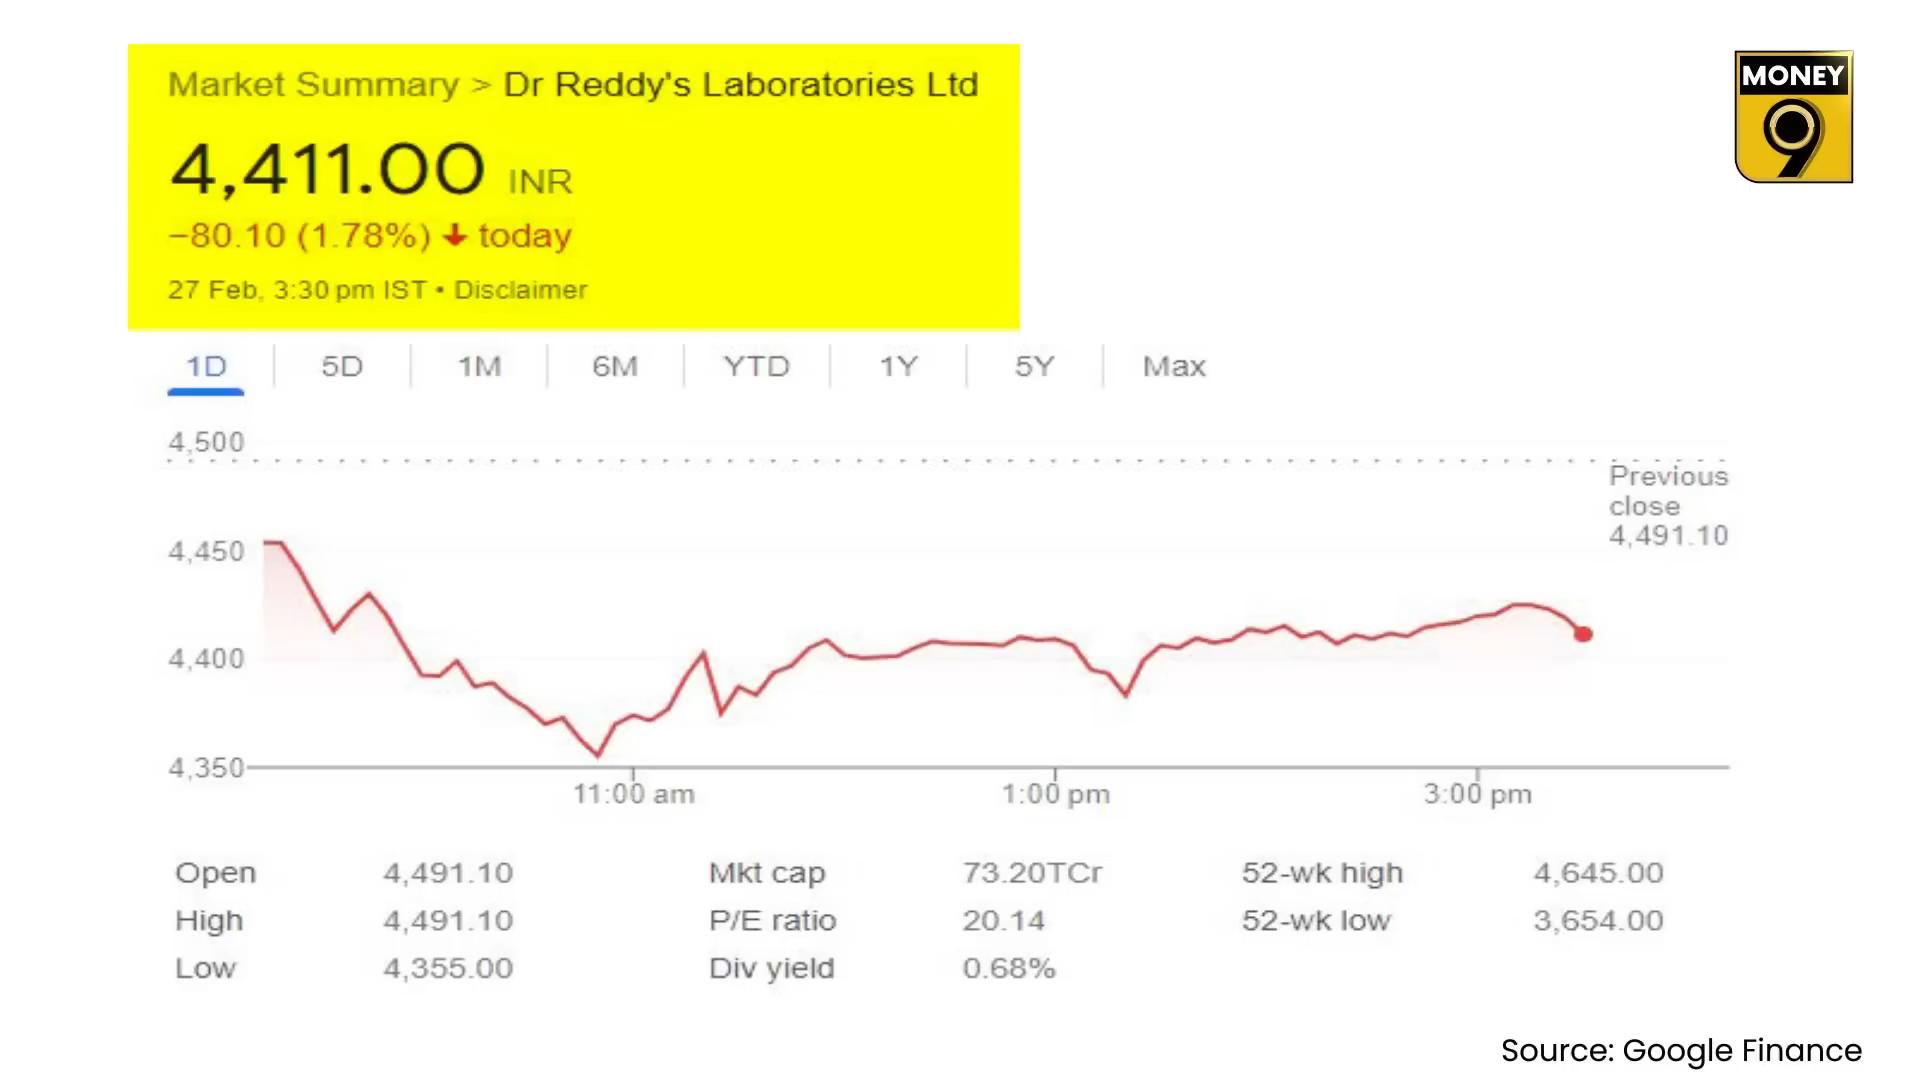 Market Summary > Dr Reddy's Laboratories Ltd
4,411.00 INR
−80.10 (1.78%) ↓ today
27 Feb, 3:30 pm IST • Disclaimer
MONEY
9
1D 5D 1M 6M YTD 1Y 5Y Max
4,500
Previous
close
4,491.10
4,450
4,400
4,350
11:00 am 1:00 pm 3:00 pm
Open 4,491.10 Mkt cap 73.20TCr 52-wk high 4,645.00
High 4,491.10 P/E ratio 20.14 52-wk low 3,654.00
Low 4,355.00 Div yield 0.68%
Source: Google Finance